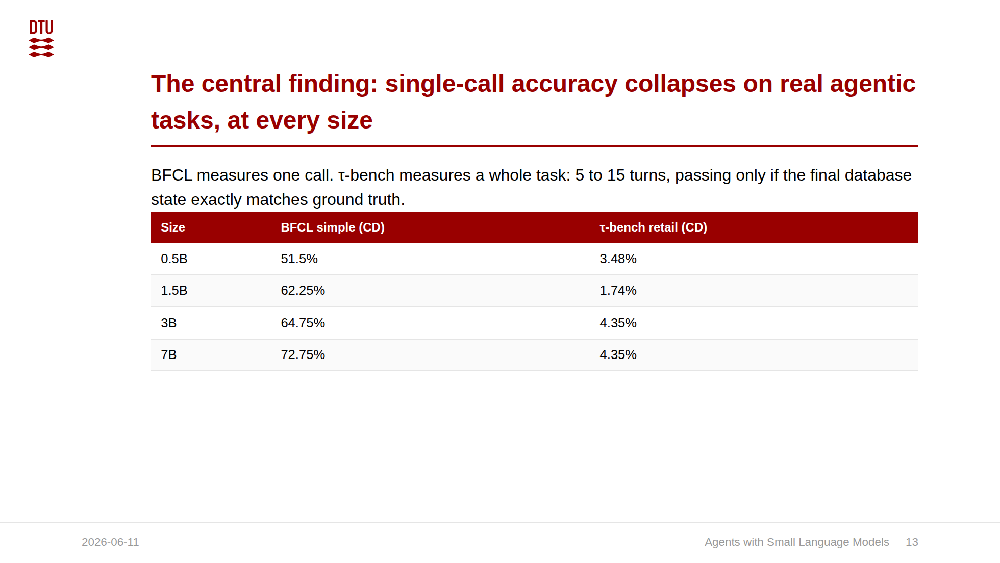 DTU
The central finding: single-call accuracy collapses on real agentic
tasks, at every size
BFCL measures one call. τ-bench measures a whole task: 5 to 15 turns, passing only if the final database
state exactly matches ground truth.
Size BFCL simple (CD) τ-bench retail (CD)
0.5B 51.5% 3.48%
1.5B 62.25% 1.74%
3B 64.75% 4.35%
7B 72.75% 4.35%
2026-06-11 Agents with Small Language Models 13